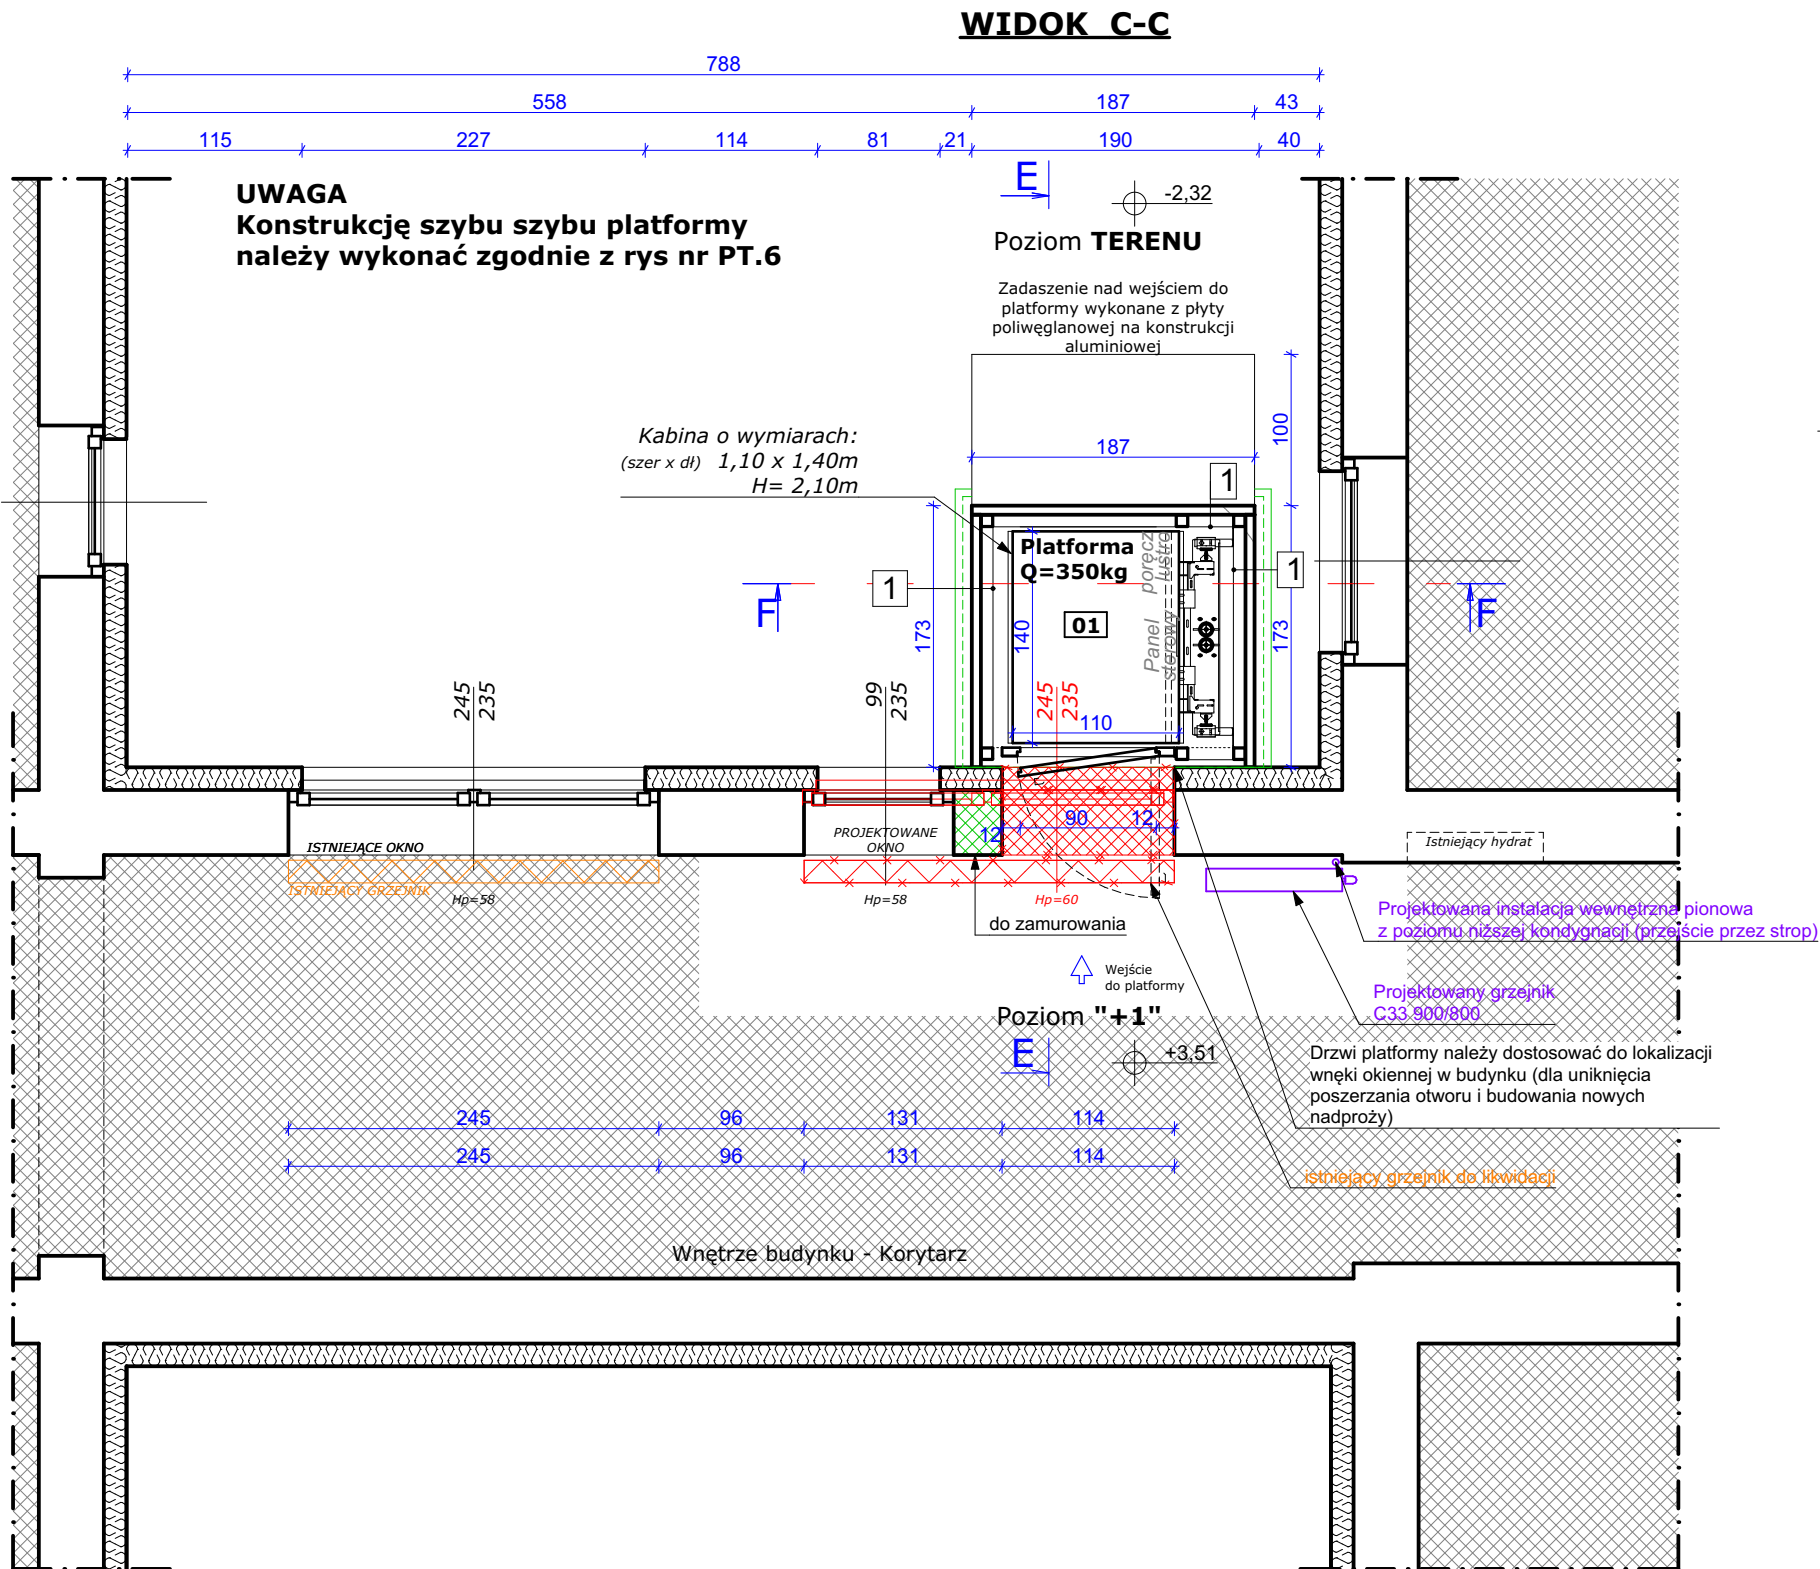 WIDOK C-C
788
558
187
43
115
227
114
81
21
190
40
UWAGA
Konstrukcję szybu szybu platformy
należy wykonać zgodnie z rys nr PT.6
E
-2,32
Poziom TERENU
Zadaszenie nad wejściem do
platformy wykonane z płyty
poliwęglanowej na konstrukcji
aluminiowej
100
187
Kabina o wymiarach:
(szer x dł) 1,10 x 1,40m
H= 2,10m
1
1
1
Platforma
Q=350kg
01
poręcz
lustro
Panel
sterowy
F
F
173
140
173
110
245
235
99
235
245
235
12
90
12
PROJEKTOWANE
OKNO
ISTNIEJĄCE OKNO
ISTNIEJĄCY GRZEJNIK
Hp=58
Hp=58
Hp=60
do zamurowania
Istniejący hydrat
Projektowana instalacja wewnętrzna pionowa
z poziomu niższej kondygnacji (przejście przez strop)
Wejście
do platformy
Projektowany grzejnik
C33 900/800
Poziom "+1"
E
+3,51
Drzwi platformy należy dostosować do lokalizacji
wnęki okiennej w budynku (dla uniknięcia
poszerzania otworu i budowania nowych
nadproży)
245
96
131
114
245
96
131
114
istniejący grzejnik do likwidacji
Wnętrze budynku - Korytarz